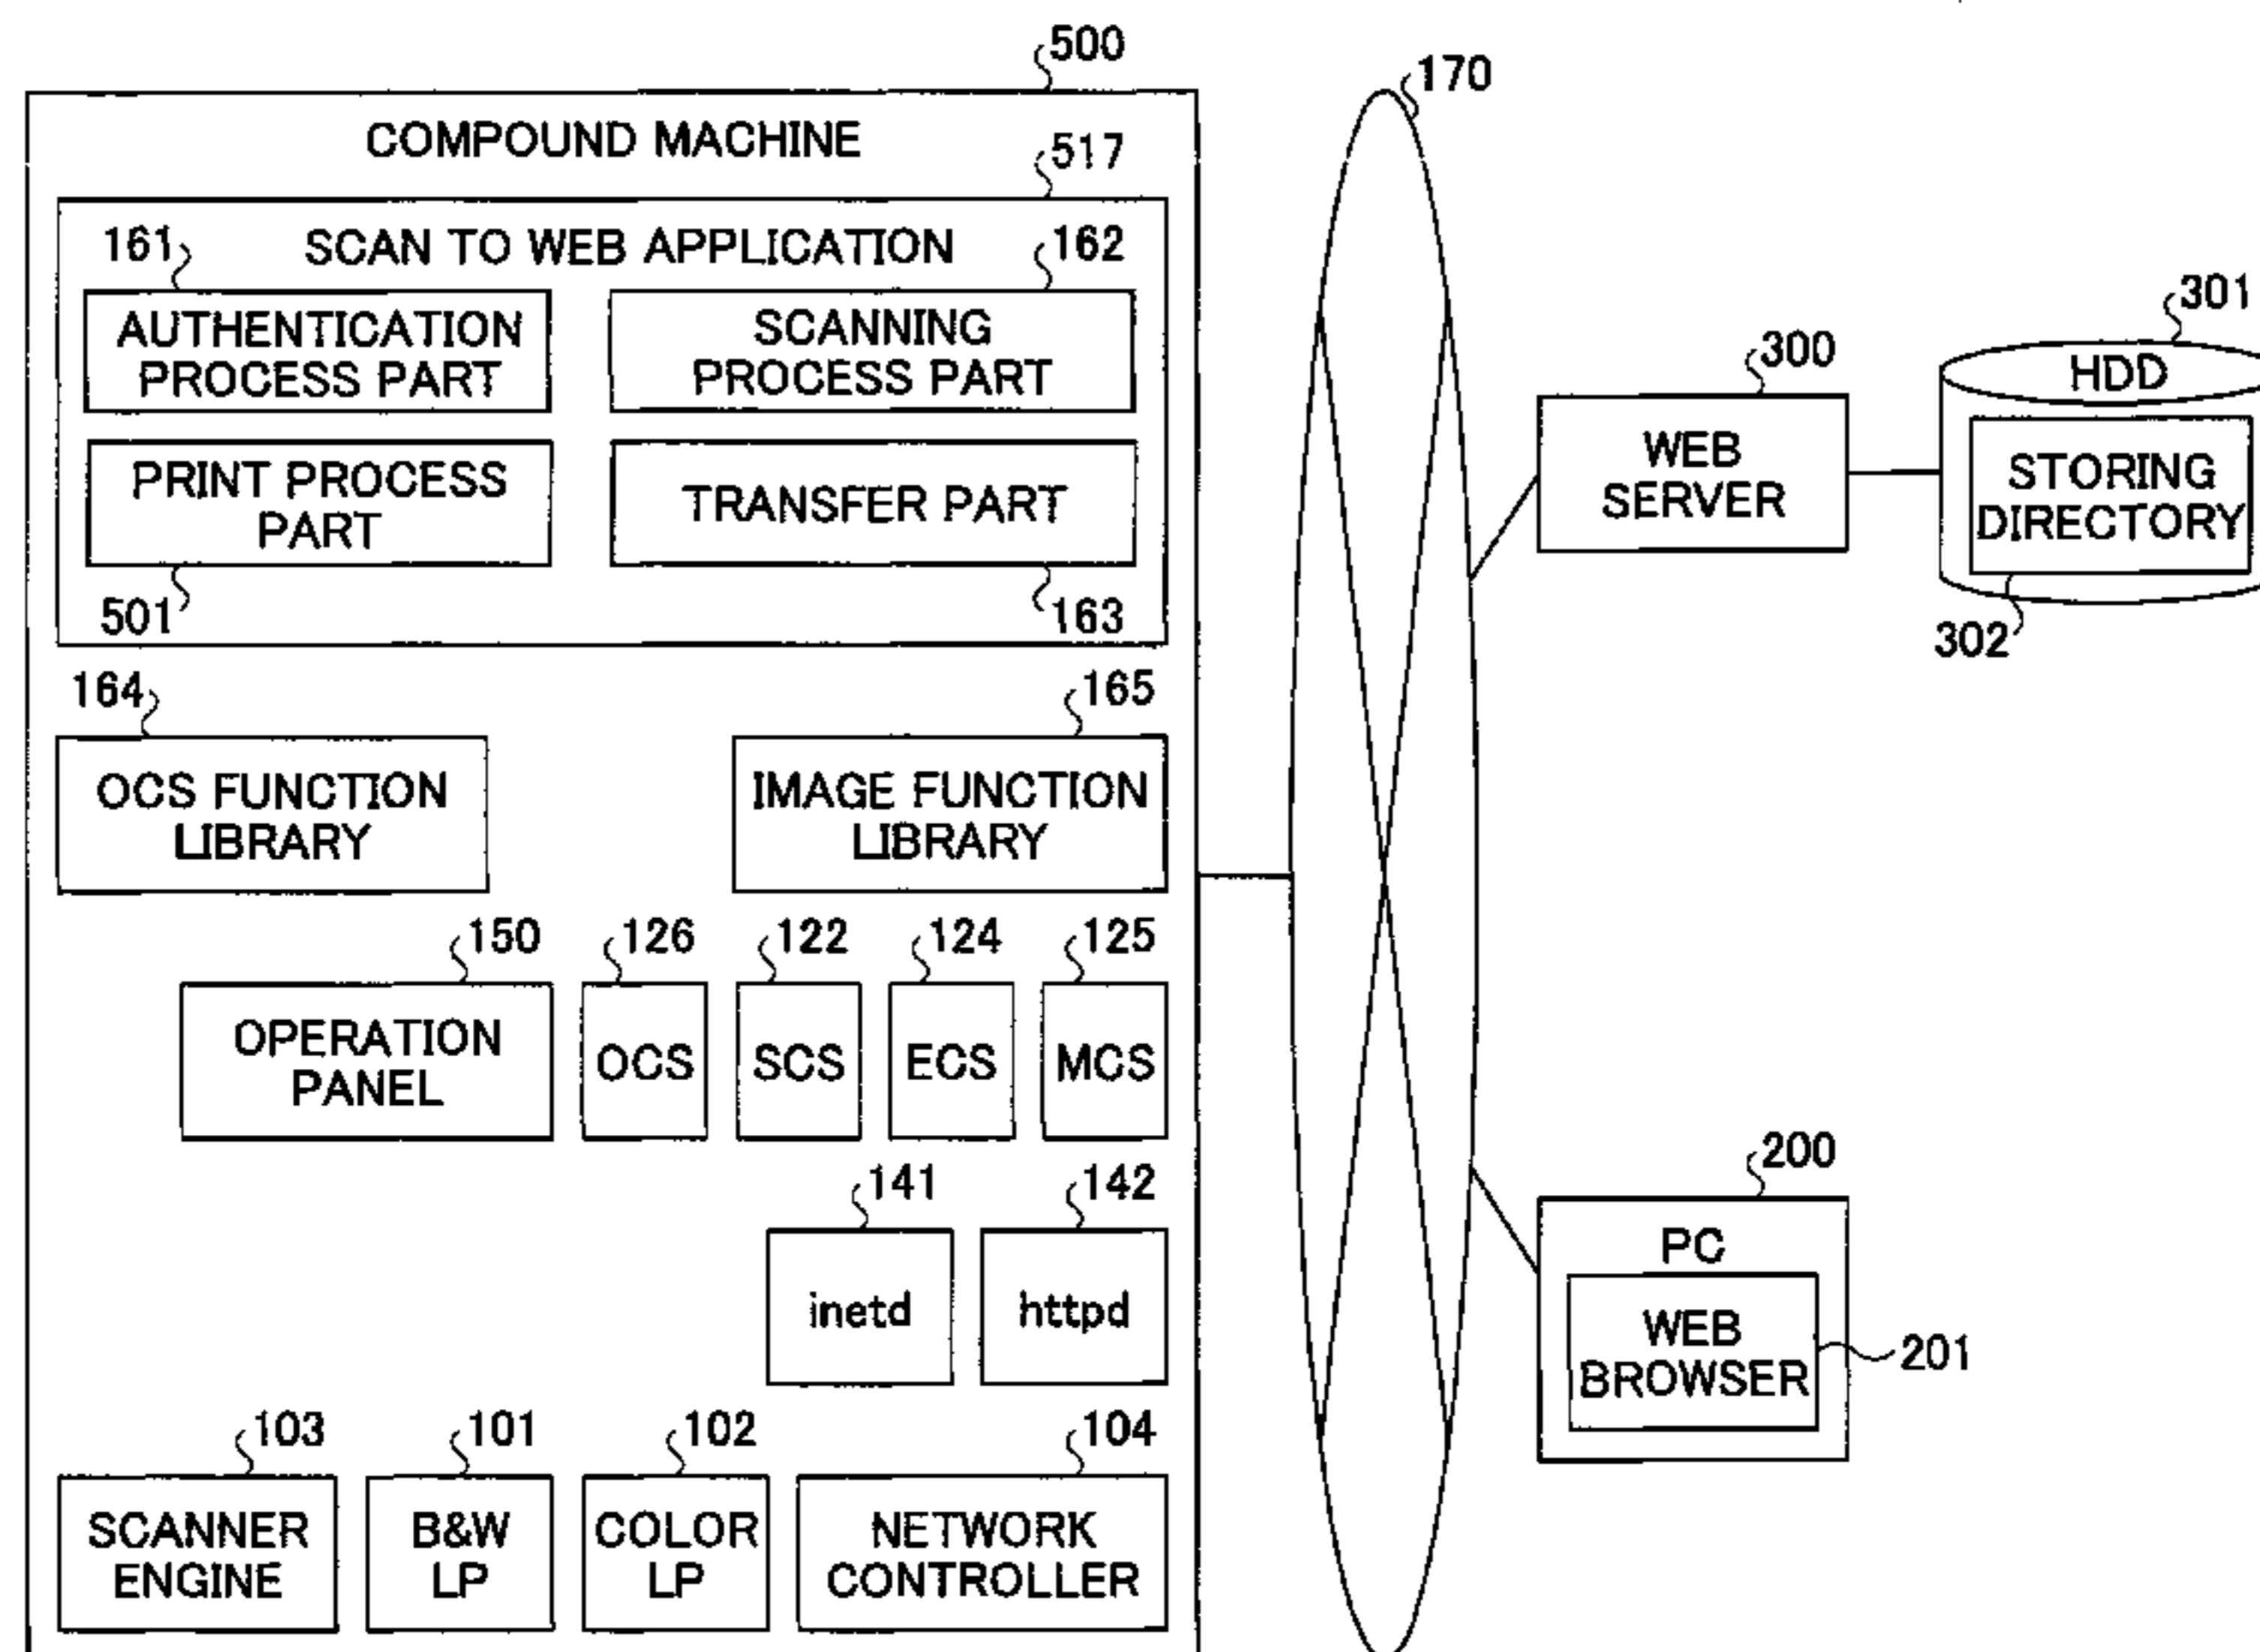 500
170
COMPOUND MACHINE
517
161
SCAN TO WEB APPLICATION
162
AUTHENTICATION
PROCESS PART
SCANNING
PROCESS PART
PRINT PROCESS
PART
TRANSFER PART
501
163
300
301
HDD
WEB
SERVER
STORING
DIRECTORY
302
164
165
OCS FUNCTION
LIBRARY
IMAGE FUNCTION
LIBRARY
150
126
122
124
125
OPERATION
PANEL
OCS
SCS
ECS
MCS
141
142
inetd
httpd
200
PC
WEB
BROWSER
201
103
101
102
104
SCANNER
ENGINE
B&W
LP
COLOR
LP
NETWORK
CONTROLLER